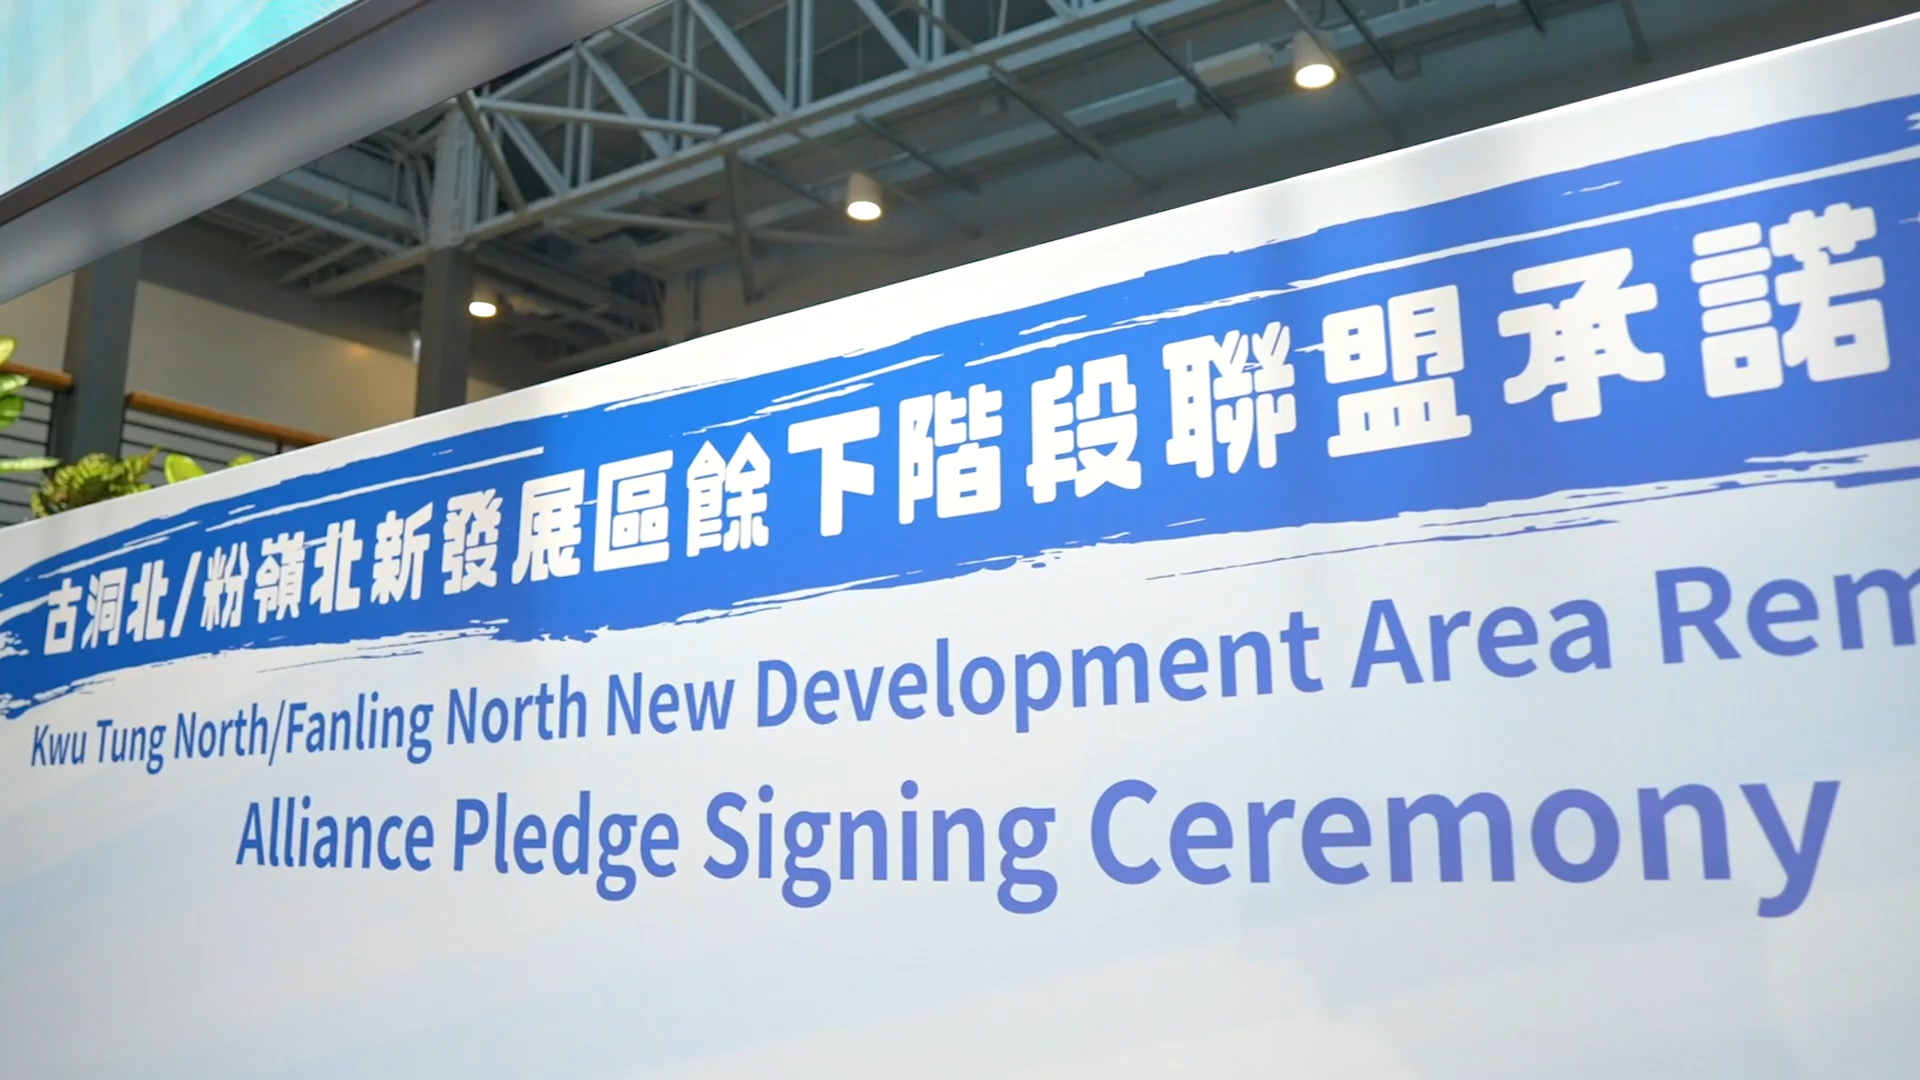 古洞北/粉嶺北新發展區餘下階段聯盟承諾
Kwu Tung North/Fanling North New Development Area Rem
Alliance Pledge Signing Ceremony